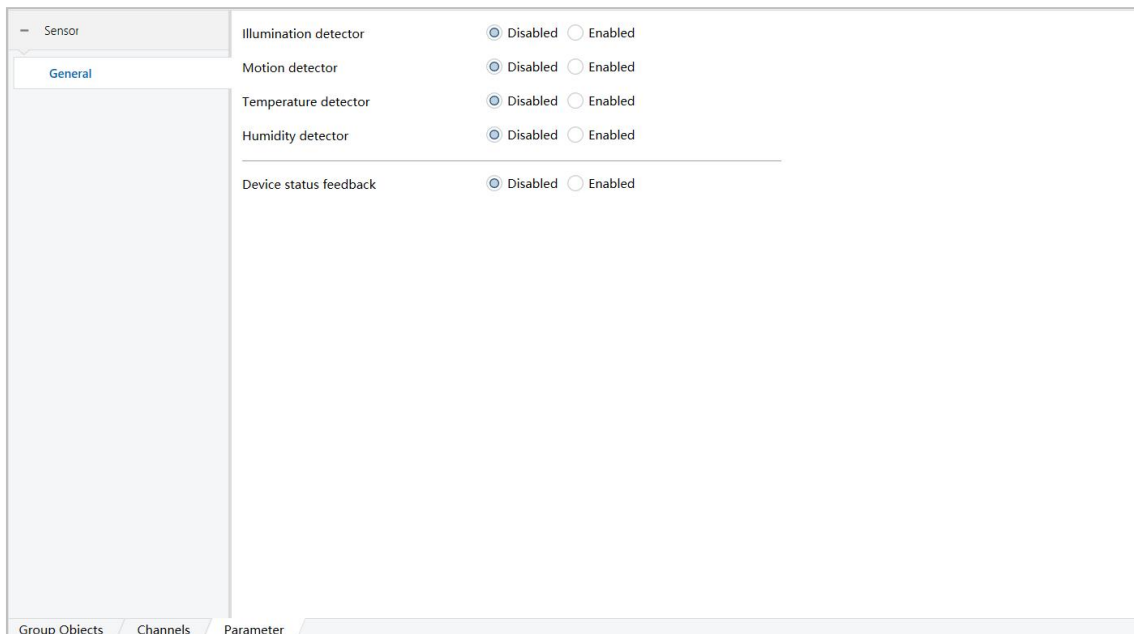 − Sensor
General
Illumination detector Disabled Enabled
Motion detector Disabled Enabled
Temperature detector Disabled Enabled
Humidity detector Disabled Enabled
Device status feedback Disabled Enabled
Group Objects Channels Parameter